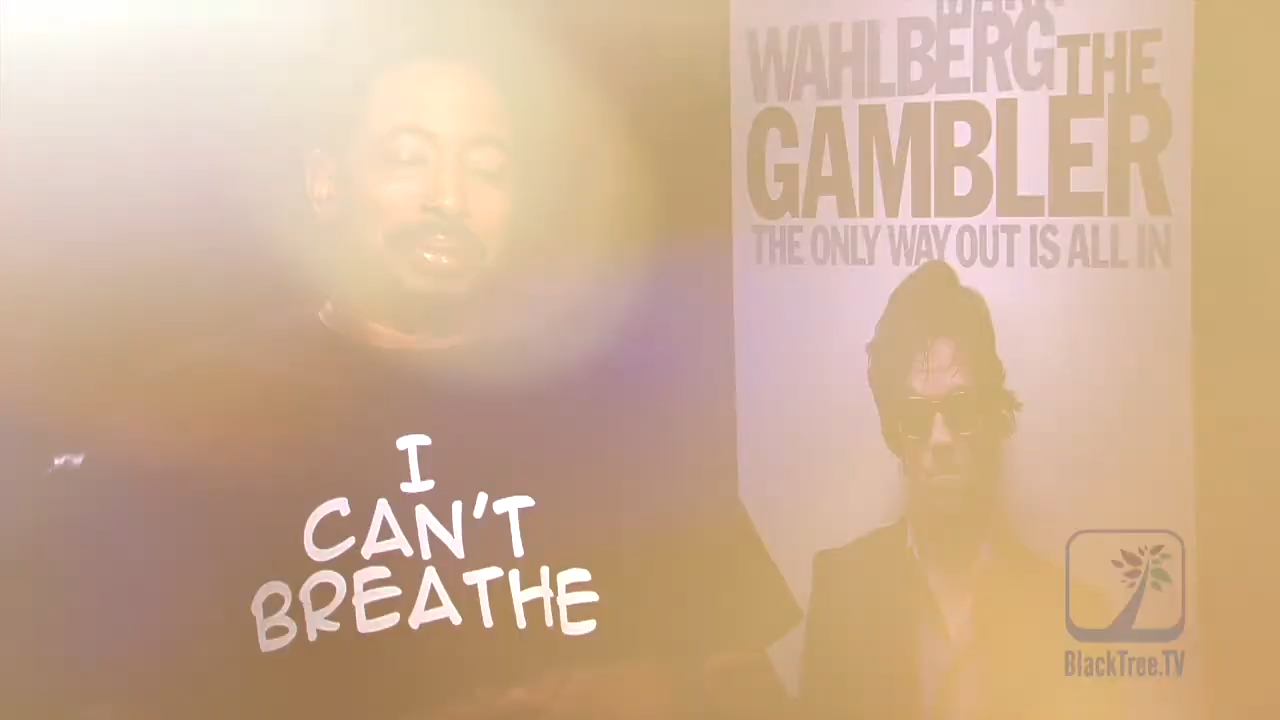 WAHLBERG THE
GAMBLER
THE ONLY WAY OUT IS ALL IN
I
CAN'T
BREATHE
BlackTree.TV